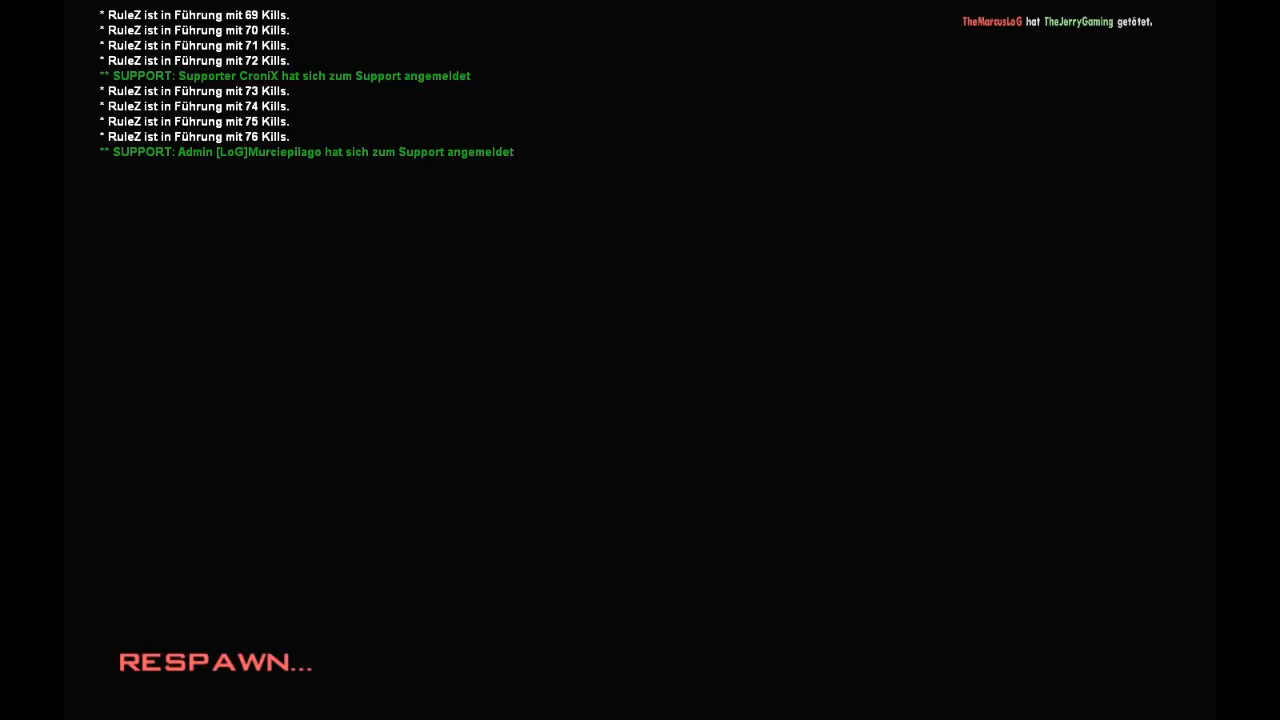 * RuleZ ist in Führung mit 69 Kills.
* RuleZ ist in Führung mit 70 Kills.
* RuleZ ist in Führung mit 71 Kills.
* RuleZ ist in Führung mit 72 Kills.
** SUPPORT: Supporter CroniX hat sich zum Support angemeldet
* RuleZ ist in Führung mit 73 Kills.
* RuleZ ist in Führung mit 74 Kills.
* RuleZ ist in Führung mit 75 Kills.
* RuleZ ist in Führung mit 76 Kills.
** SUPPORT: Admin [LoG]Murciepilago hat sich zum Support angemeldet
TheMarcusLoG hat TheJerryGaming getötet.
RESPAWN...